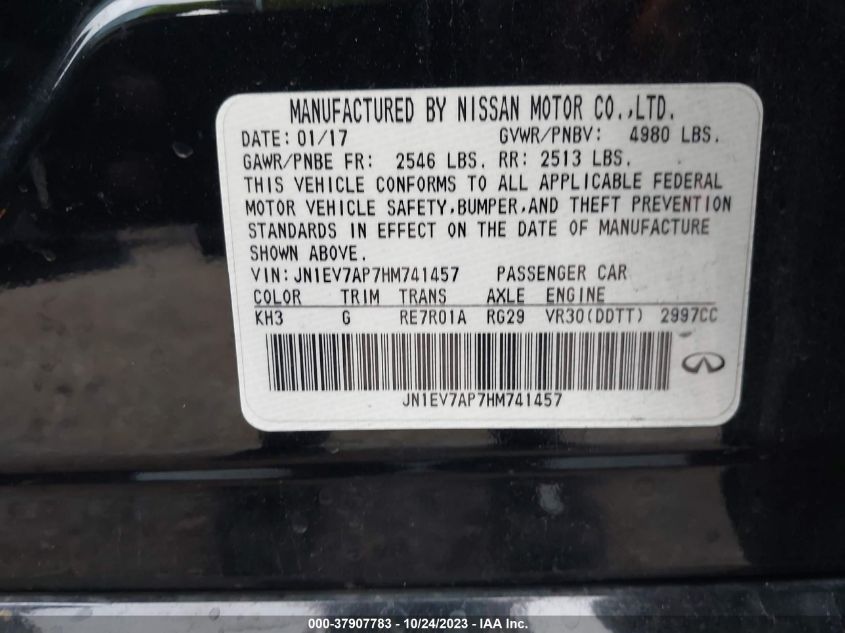 MANUFACTURED BY NISSAN MOTOR CO.,LTD.
DATE: 01/17 GVWR/PNBV: 4980 LBS.
GAWR/PNBE FR: 2546 LBS. RR: 2513 LBS.
THIS VEHICLE CONFORMS TO ALL APPLICABLE FEDERAL
MOTOR VEHICLE SAFETY,BUMPER,AND THEFT PREVENTION
STANDARDS IN EFFECT ON THE DATE OF MANUFACTURE
SHOWN ABOVE.
VIN: JN1EV7AP7HM741457 PASSENGER CAR
COLOR TRIM TRANS AXLE ENGINE
KH3 G RE7R01A RG29 VR30(DDTT) 2997CC
JN1EV7AP7HM741457
000-37907783 - 10/24/2023 - IAAI Inc.